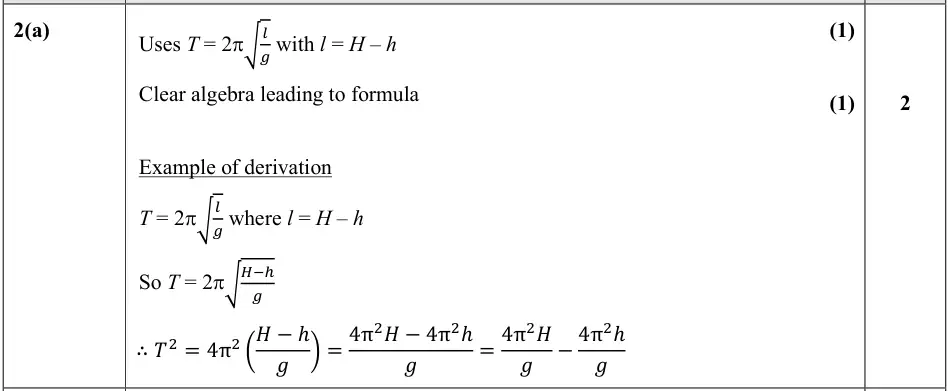 2(a)
Uses T = 2π√(l/g) with l = H – h (1)
Clear algebra leading to formula (1) 2
Example of derivation
T = 2π√(l/g) where l = H – h
So T = 2π√((H−h)/g)
∴ T² = 4π² ((H − h)/g) = (4π²H − 4π²h)/g = 4π²H/g − 4π²h/g